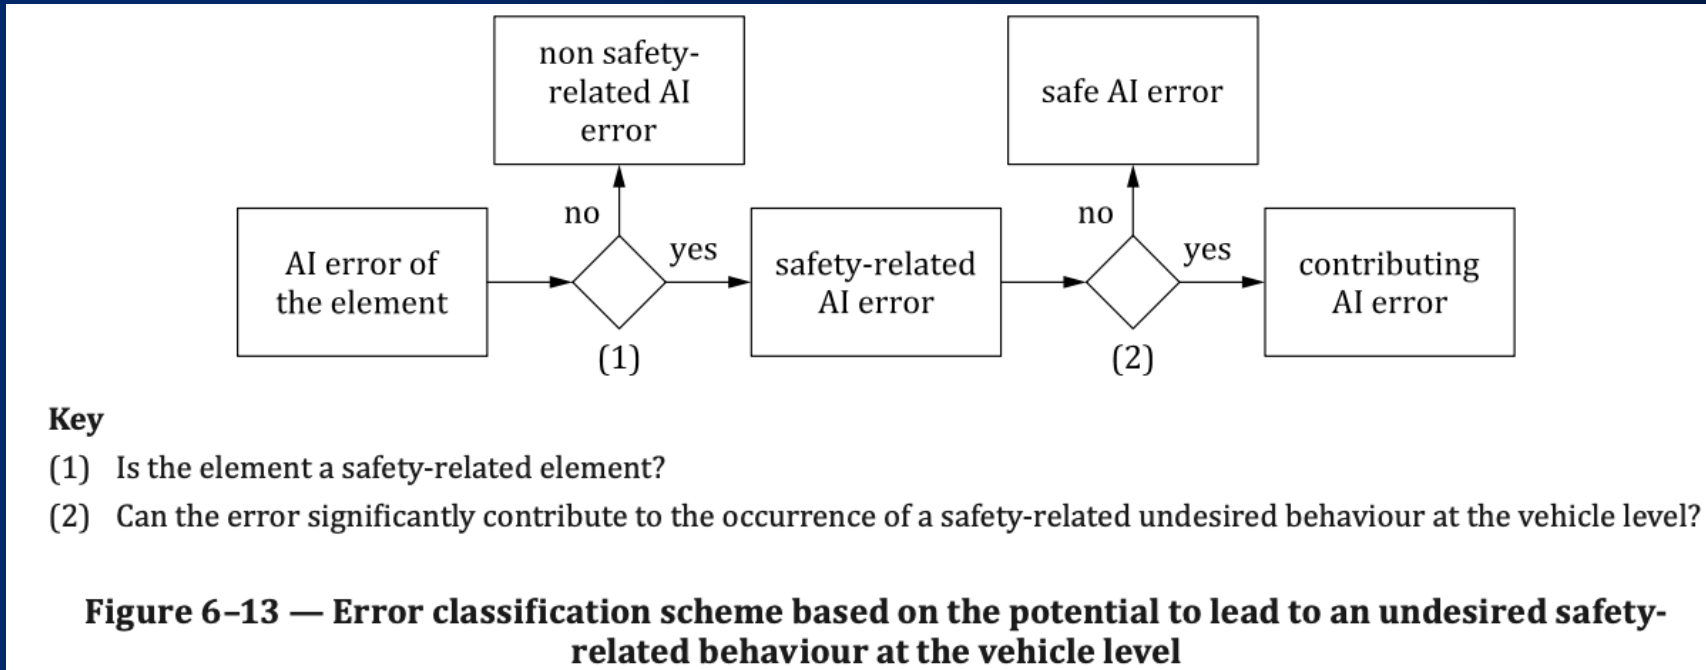 non safety-
related AI
error
safe AI error
no
no
yes
yes
AI error of
the element
safety-related
AI error
contributing
AI error
(1)
(2)
Key
(1) Is the element a safety-related element?
(2) Can the error significantly contribute to the occurrence of a safety-related undesired behaviour at the vehicle level?
Figure 6–13 — Error classification scheme based on the potential to lead to an undesired safety-
related behaviour at the vehicle level